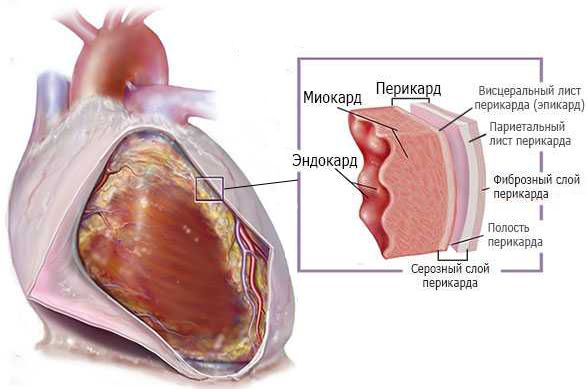 Перикард
Миокард
Эндокард
Висцеральный лист
перикарда (эпикард)
Париетальный
лист перикарда
Фиброзный слой
перикарда
Полость
перикарда
Серозный слой
перикарда